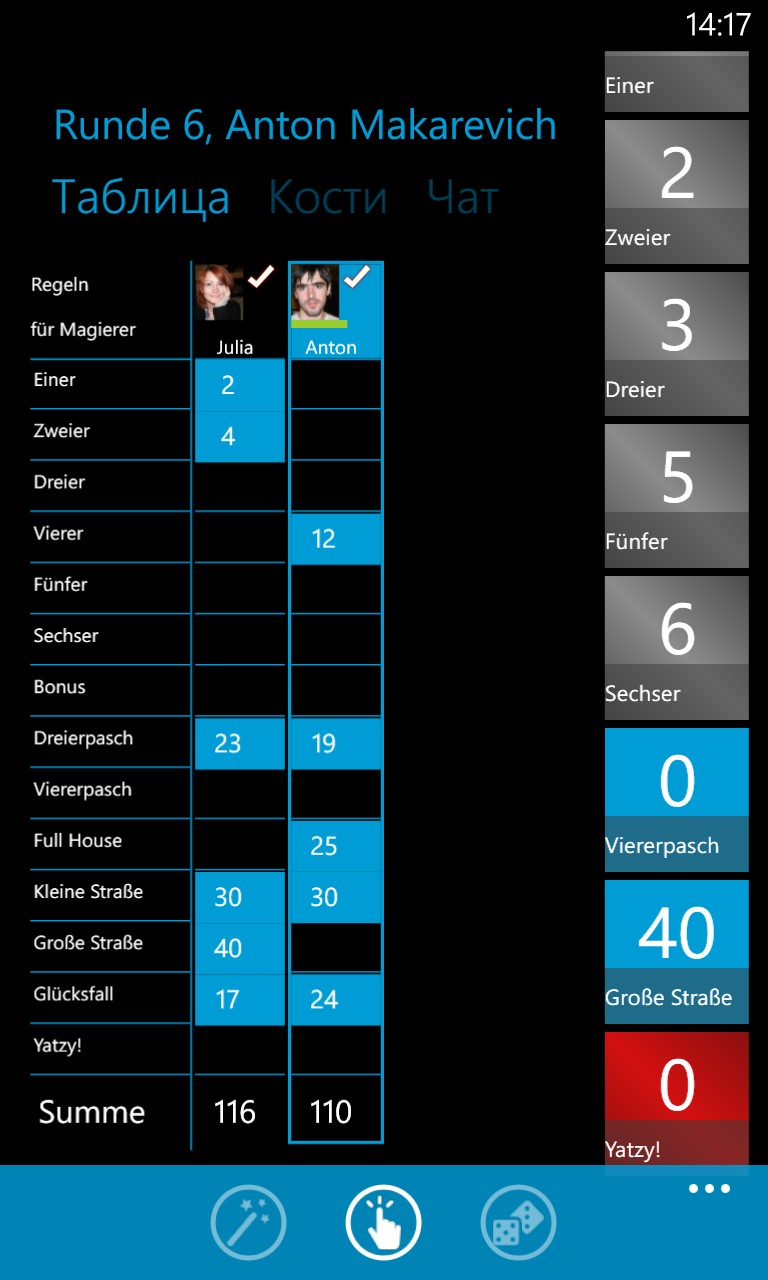 14:17
Runde 6, Anton Makarevich
Таблица Кости Чат
Regeln
für Magierer
Julia Anton
Einer 2
Zweier 4
Dreier
Vierer 12
Fünfer
Sechser
Bonus
Dreierpasch 23 19
Viererpasch
Full House 25
Kleine Straße 30 30
Große Straße 40
Glücksfall 17 24
Yatzy!
Summe 116 110
Einer
2
Zweier
3
Dreier
5
Fünfer
6
Sechser
0
Viererpasch
40
Große Straße
0
Yatzy!